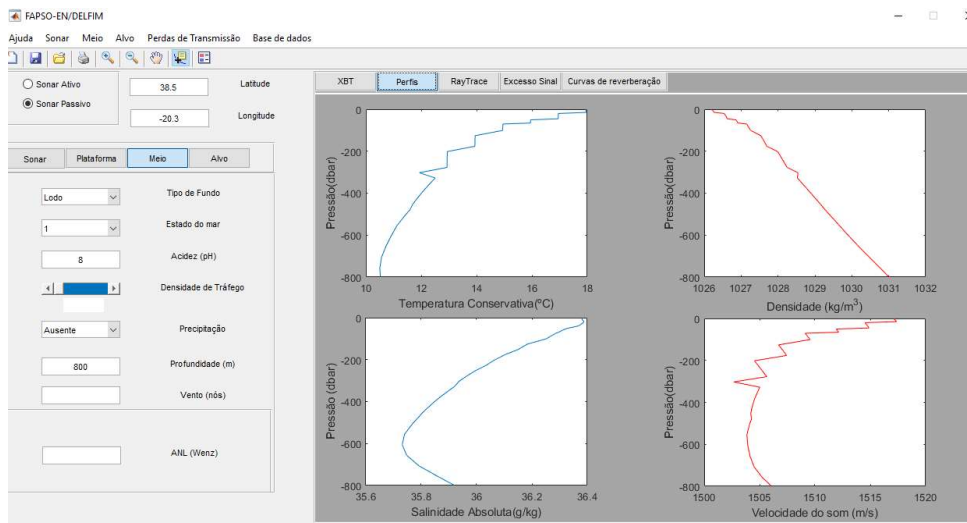 FAPSO-EN/DELFIM
Ajuda Sonar Meio Alvo Perdas de Transmissão Base de dados
Sonar Ativo
Sonar Passivo
38.5 Latitude
-20.3 Longitude
Sonar Plataforma Meio Alvo
Lodo Tipo de Fundo
1 Estado do mar
8 Acidez (pH)
Densidade de Tráfego
Ausente Precipitação
800 Profundidade (m)
Vento (nós)
ANL (Wenz)
XBT Perfis RayTrace Excesso Sinal Curvas de reverberação
0
-200
-400
-600
-800
Pressão(dbar)
10 12 14 16 18
Temperatura Conservativa(ºC)
0
-200
-400
-600
-800
Pressão(dbar)
1026 1027 1028 1029 1030 1031 1032
Densidade (kg/m³)
0
-200
-400
-600
-800
Pressão (dbar)
35.6 35.8 36 36.2 36.4
Salinidade Absoluta(g/kg)
0
-200
-400
-600
-800
Pressão(dbar)
1500 1505 1510 1515 1520
Velocidade do som (m/s)